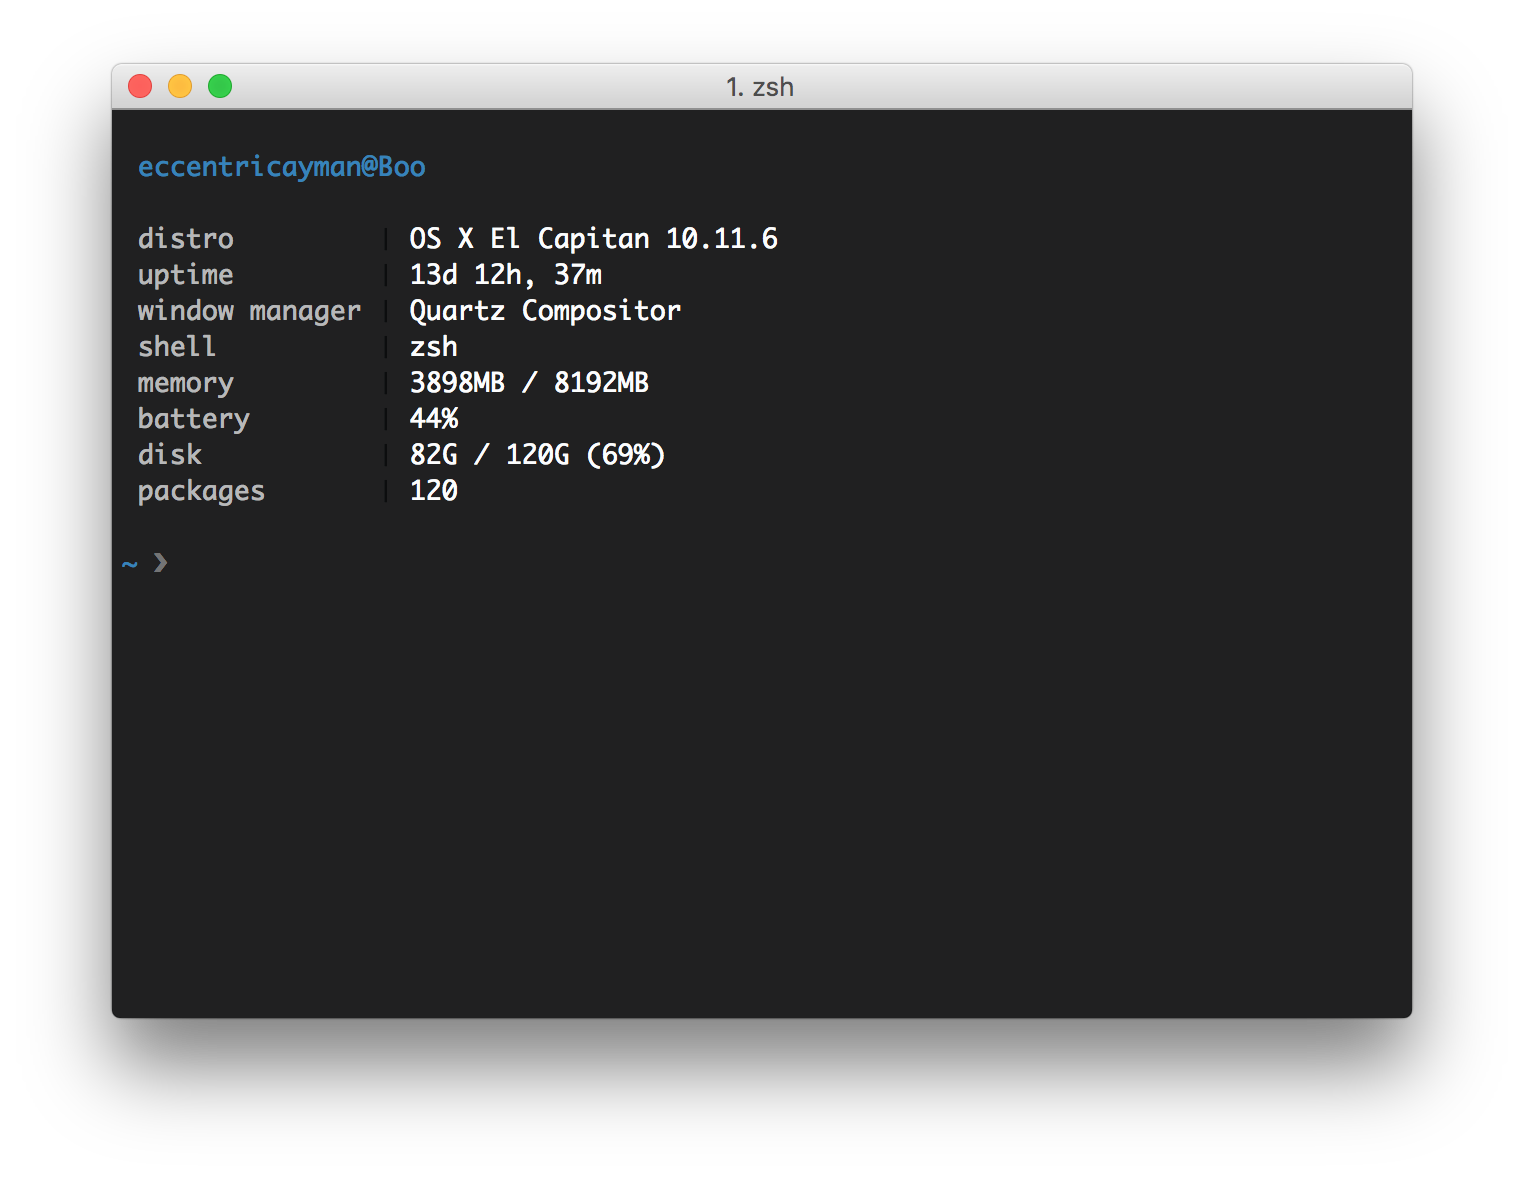 1. zsh
eccentricayman@Boo
distro | OS X El Capitan 10.11.6
uptime | 13d 12h, 37m
window manager | Quartz Compositor
shell | zsh
memory | 3898MB / 8192MB
battery | 44%
disk | 82G / 120G (69%)
packages | 120
~ ❯